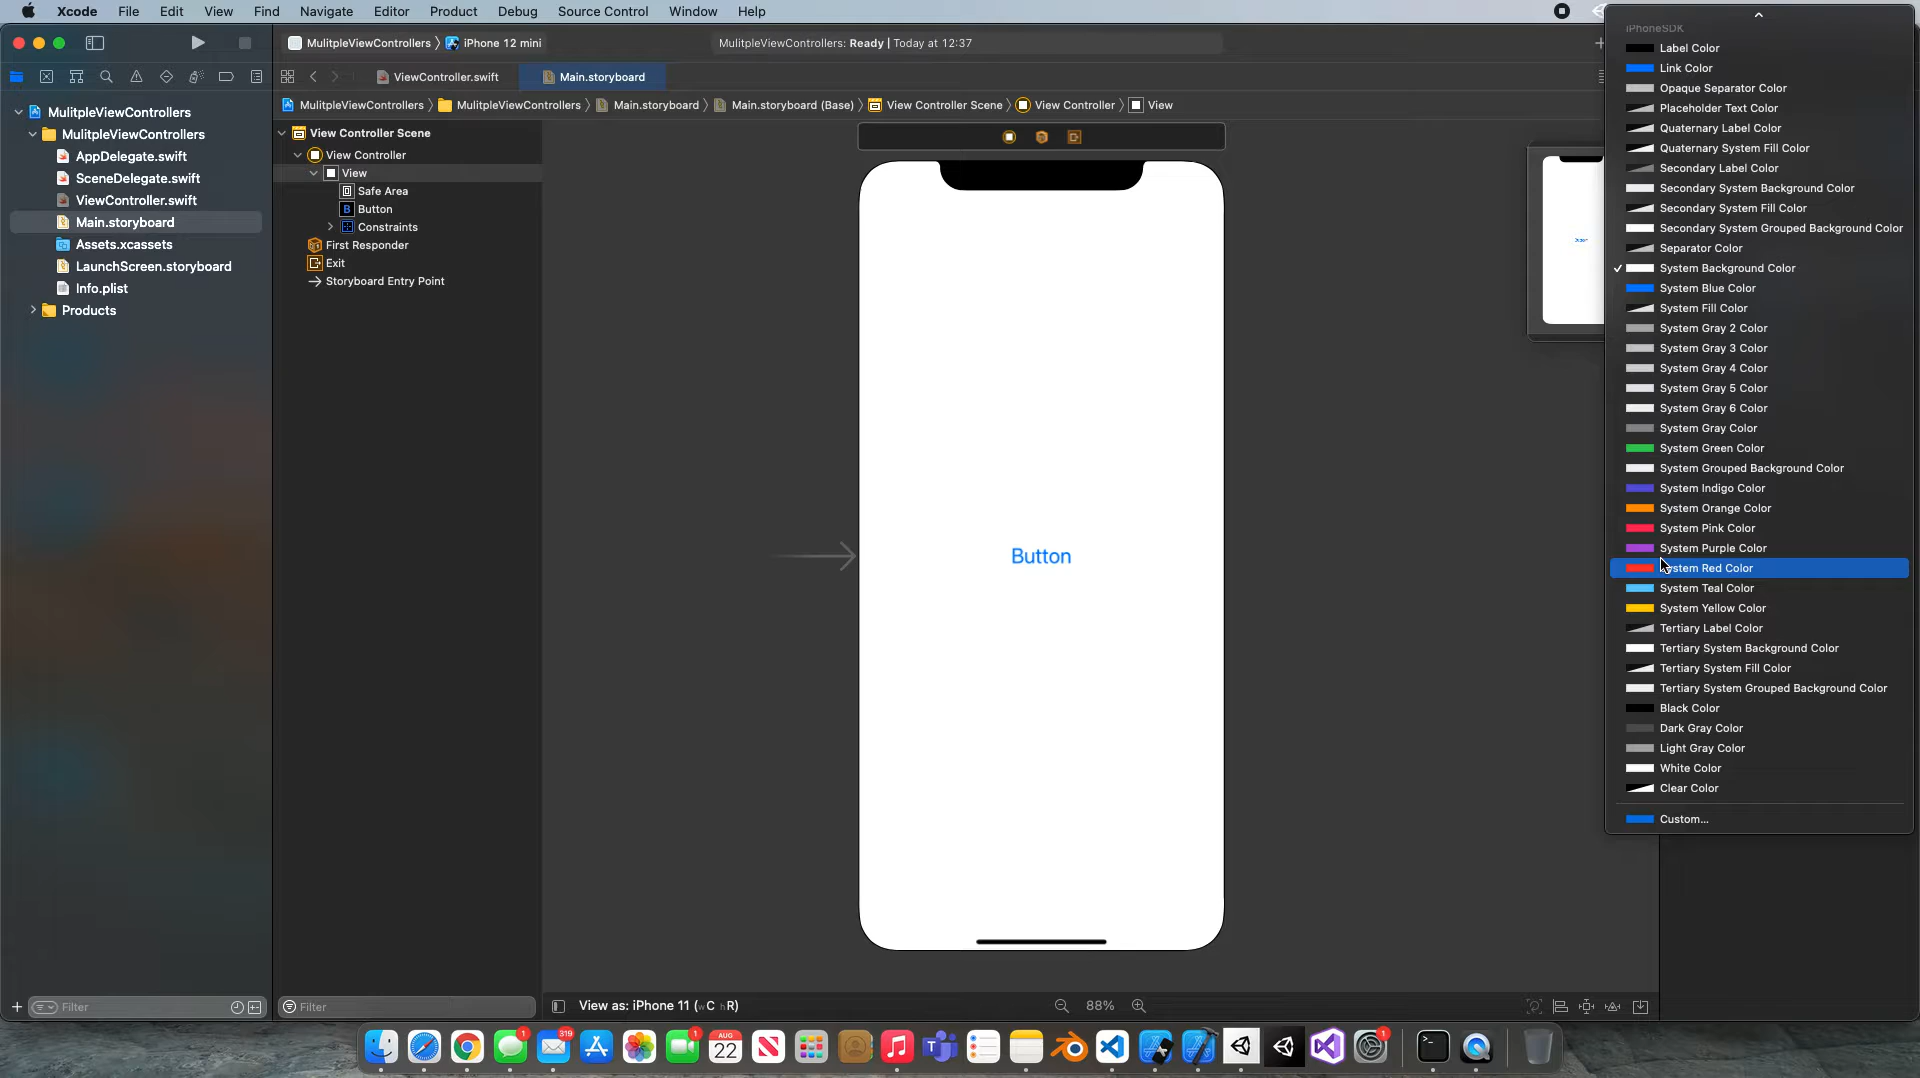 Xcode File Edit View Find Navigate Editor Product Debug Source Control Window Help
MulitpleViewControllers iPhone 12 mini
MulitpleViewControllers: Ready | Today at 12:37
ViewController.swift
Main.storyboard
MulitpleViewControllers MulitpleViewControllers Main.storyboard Main.storyboard (Base) View Controller Scene View Controller View
MulitpleViewControllers
MulitpleViewControllers
AppDelegate.swift
SceneDelegate.swift
ViewController.swift
Main.storyboard
Assets.xcassets
LaunchScreen.storyboard
Info.plist
Products
View Controller Scene
View Controller
View
Safe Area
B Button
Constraints
First Responder
Exit
Storyboard Entry Point
Button
iPhoneSDK
Label Color
Link Color
Opaque Separator Color
Placeholder Text Color
Quaternary Label Color
Quaternary System Fill Color
Secondary Label Color
Secondary System Background Color
Secondary System Fill Color
Secondary System Grouped Background Color
Separator Color
System Background Color
System Blue Color
System Fill Color
System Gray 2 Color
System Gray 3 Color
System Gray 4 Color
System Gray 5 Color
System Gray 6 Color
System Gray Color
System Green Color
System Grouped Background Color
System Indigo Color
System Orange Color
System Pink Color
System Purple Color
System Red Color
System Teal Color
System Yellow Color
Tertiary Label Color
Tertiary System Background Color
Tertiary System Fill Color
Tertiary System Grouped Background Color
Black Color
Dark Gray Color
Light Gray Color
White Color
Clear Color
Custom...
Filter
Filter
View as: iPhone 11 (wC hR)
88%
1
319
1
AUG
22
1